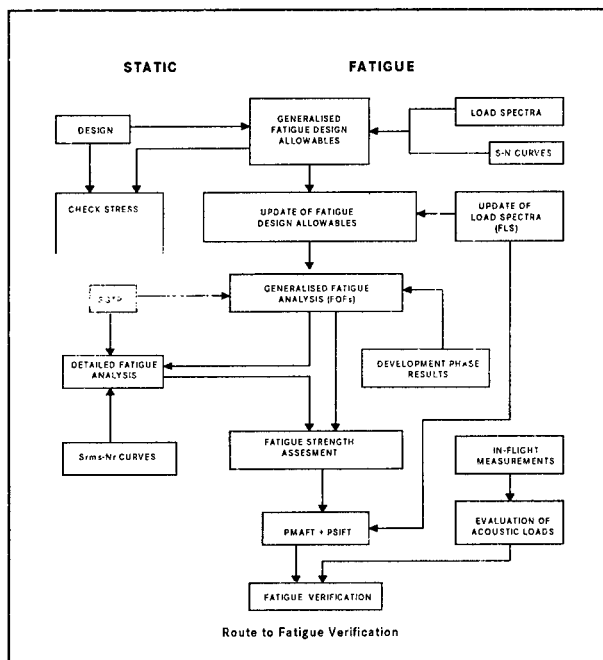 STATIC
FATIGUE
DESIGN
GENERALISED
FATIGUE DESIGN
ALLOWABLES
LOAD SPECTRA
S-N CURVES
CHECK STRESS
UPDATE OF FATIGUE
DESIGN ALLOWABLES
UPDATE OF
LOAD SPECTRA
(FLS)
GENERALISED FATIGUE
ANALYSIS (FOFs)
DETAILED FATIGUE
ANALYSIS
DEVELOPMENT PHASE
RESULTS
Srms-Nr CURVES
FATIGUE STRENGTH
ASSESMENT
IN-FLIGHT
MEASUREMENTS
PMAFT + PSIFT
EVALUATION OF
ACOUSTIC LOADS
FATIGUE VERIFICATION
Route to Fatigue Verification